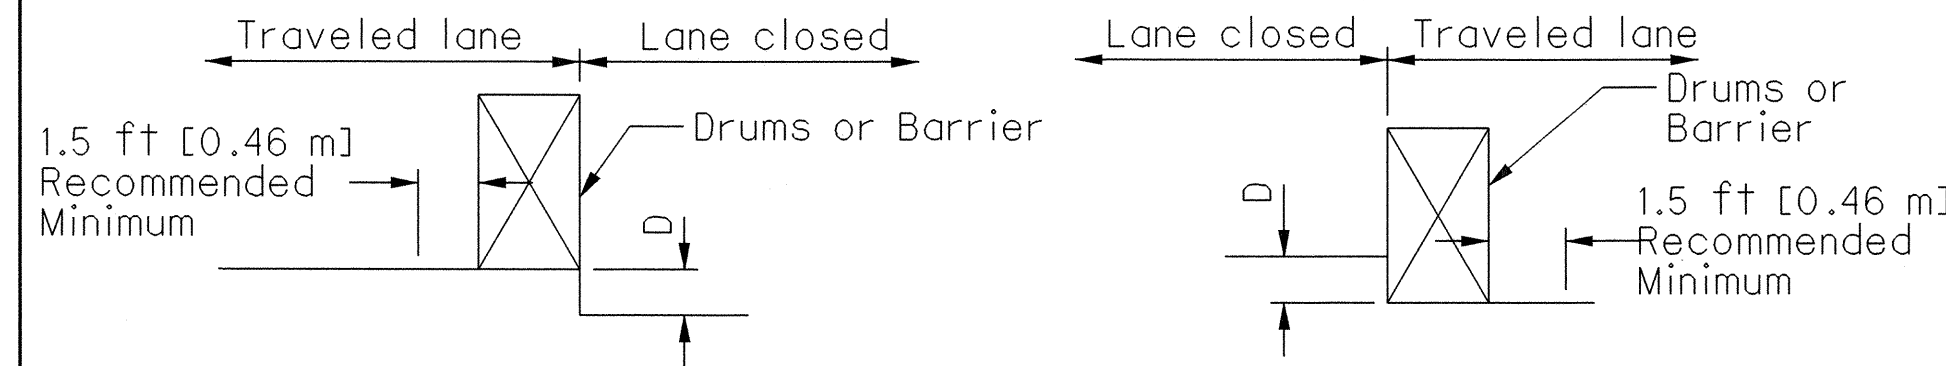 Traveled lane
Lane closed
1.5 ft [0.46 m]
Recommended
Minimum
Drums or Barrier
D
Lane closed
Traveled lane
Drums or
Barrier
D
1.5 ft [0.46 m]
Recommended
Minimum